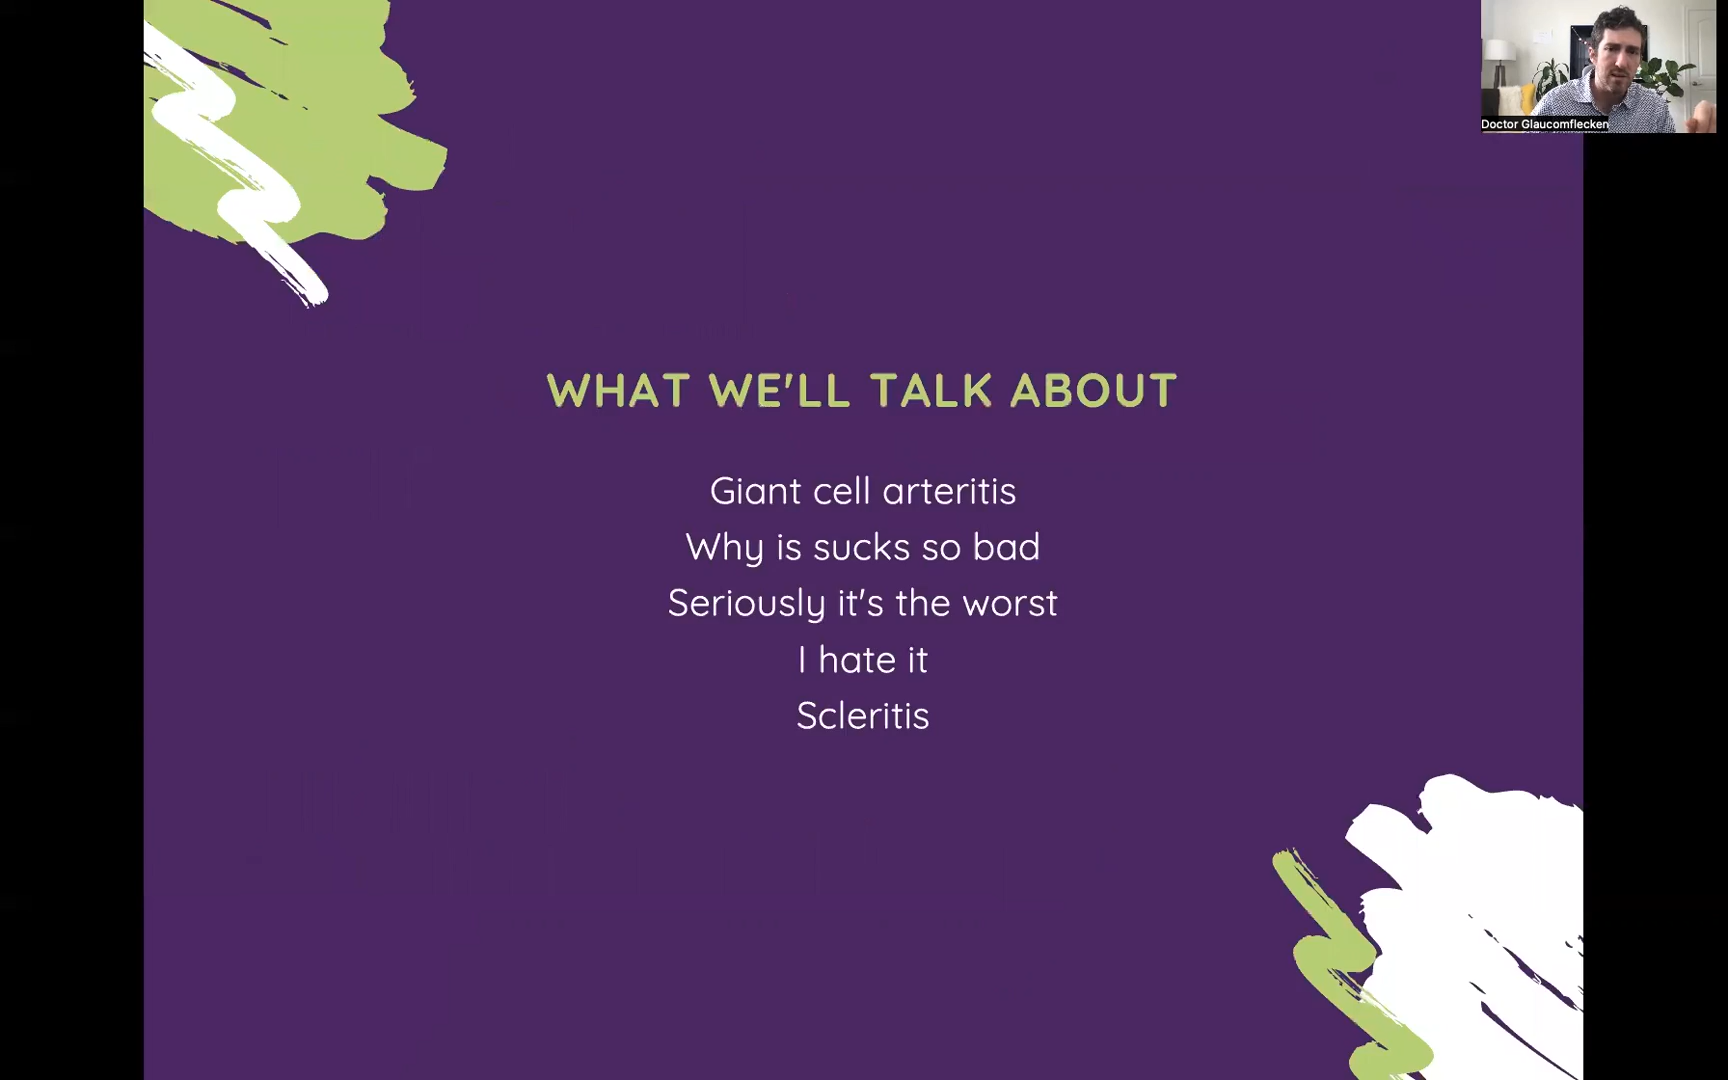 Doctor Glaucomflecken
WHAT WE'LL TALK ABOUT
Giant cell arteritis
Why is sucks so bad
Seriously it's the worst
I hate it
Scleritis